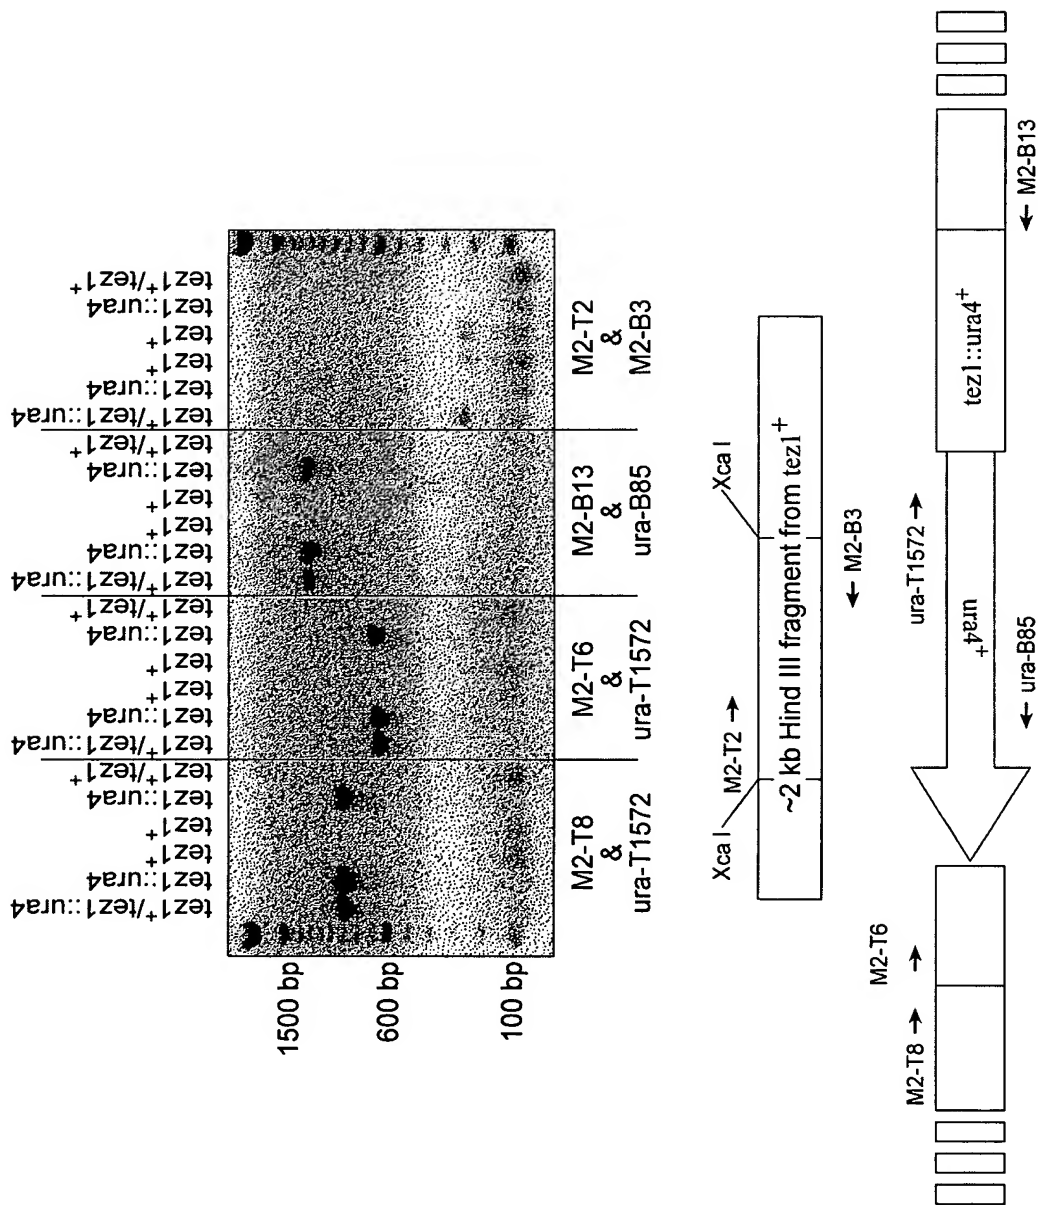 tez1⁺/tez1⁺
tez1::ura4
tez1⁺
tez1⁺
tez1::ura4
tez1⁺/tez1::ura4
tez1⁺/tez1⁺
tez1::ura4
tez1⁺
tez1⁺
tez1::ura4
tez1⁺/tez1::ura4
tez1⁺/tez1⁺
tez1::ura4
tez1⁺
tez1⁺
tez1::ura4
tez1⁺/tez1::ura4
tez1⁺/tez1⁺
tez1::ura4
tez1⁺
tez1⁺
tez1::ura4
tez1⁺/tez1::ura4
1500 bp
600 bp
100 bp
M2-T8
&
ura-T1572
M2-T6
&
ura-T1572
M2-B13
&
ura-B85
M2-T2
&
M2-B3
Xca I
M2-T2
Xca I
~2 kb Hind III fragment from tez1⁺
M2-B3
M2-T8
M2-T6
ura-T1572
ura4⁺
tez1::ura4⁺
ura-B85
M2-B13